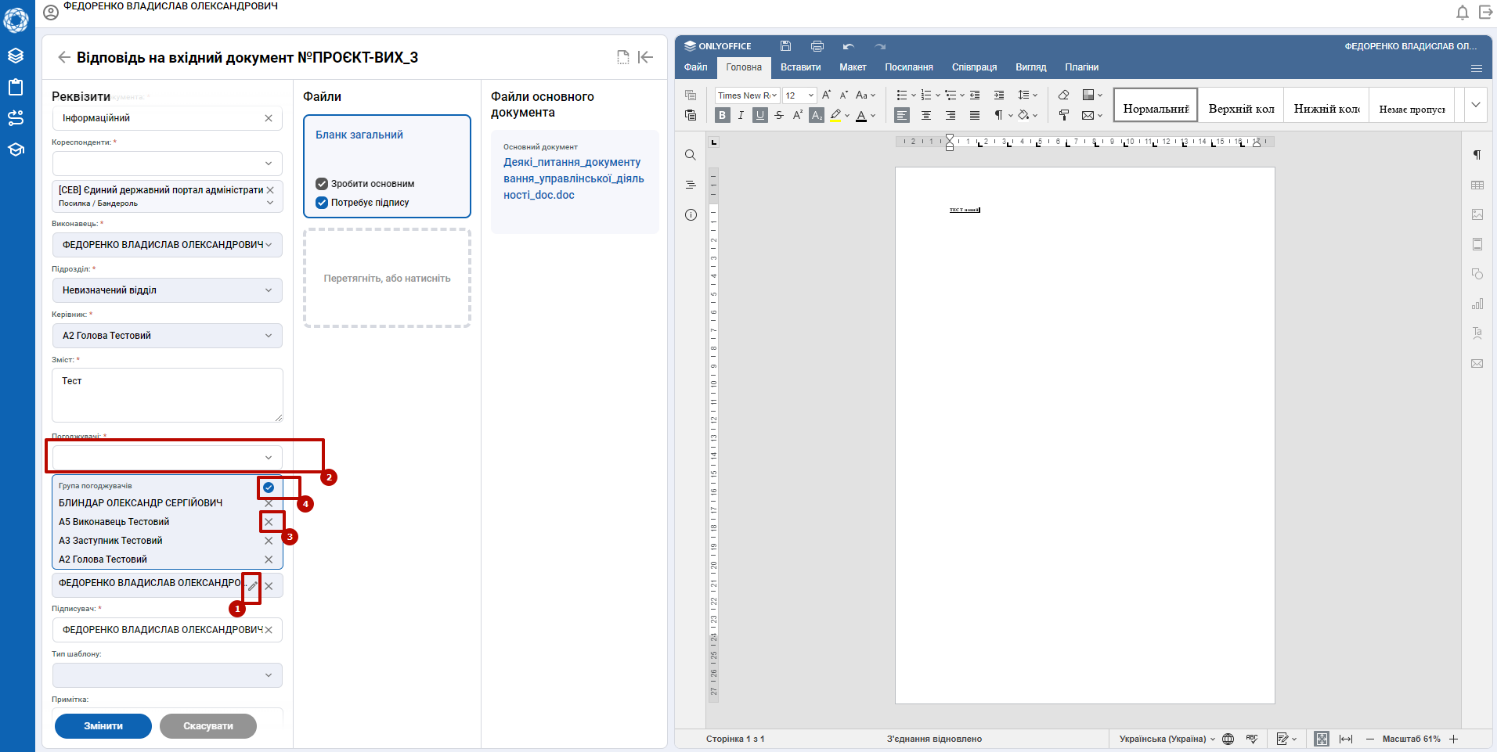 ФЕДОРЕНКО ВЛАДИСЛАВ ОЛЕКСАНДРОВИЧ
Відповідь на вхідний документ №ПРОЄКТ-ВИХ_3
Реквізити
Інформаційний
Кореспонденти: *
[СЕВ] Єдиний державний портал адміністрати
Посилка / Бандероль
Виконавець: *
ФЕДОРЕНКО ВЛАДИСЛАВ ОЛЕКСАНДРОВИЧ
Підрозділ: *
Невизначений відділ
Керівник: *
А2 Голова Тестовий
Зміст: *
Тест
Погоджувачі: *
2
Група погоджувачів
4
БЛИНДАР ОЛЕКСАНДР СЕРГІЙОВИЧ
А5 Виконавець Тестовий
3
А3 Заступник Тестовий
А2 Голова Тестовий
ФЕДОРЕНКО ВЛАДИСЛАВ ОЛЕКСАНДРО...
1
Підписувач: *
ФЕДОРЕНКО ВЛАДИСЛАВ ОЛЕКСАНДРОВИЧ
Тип шаблону:
Примітка:
Змінити
Скасувати
Файли
Бланк загальний
Зробити основним
Потребує підпису
Перетягніть, або натисніть
Файли основного
документа
Основний документ
Деякі_питання_документу
вання_управлінської_діяль
ності_doc.doc
ONLYOFFICE
ФЕДОРЕНКО ВЛАДИСЛАВ ОЛ...
Файл Головна Вставити Макет Посилання Співпраця Вигляд Плагіни
Times New R 12
Нормальний Верхній кол Нижній коло Немає пропуск
ТЕСТ новий
Сторінка 1 з 1
З'єднання відновлено
Українська (Україна)
Масштаб 61%